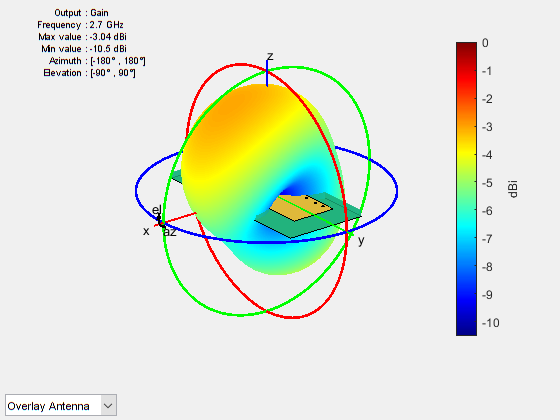 Output : Gain
Frequency : 2.7 GHz
Max value : -3.04 dBi
Min value : -10.5 dBi
Azimuth : [-180° , 180°]
Elevation : [-90° , 90°]
z
el
x
az
y
0
-1
-2
-3
-4
-5
-6
-7
-8
-9
-10
dBi
Overlay Antenna